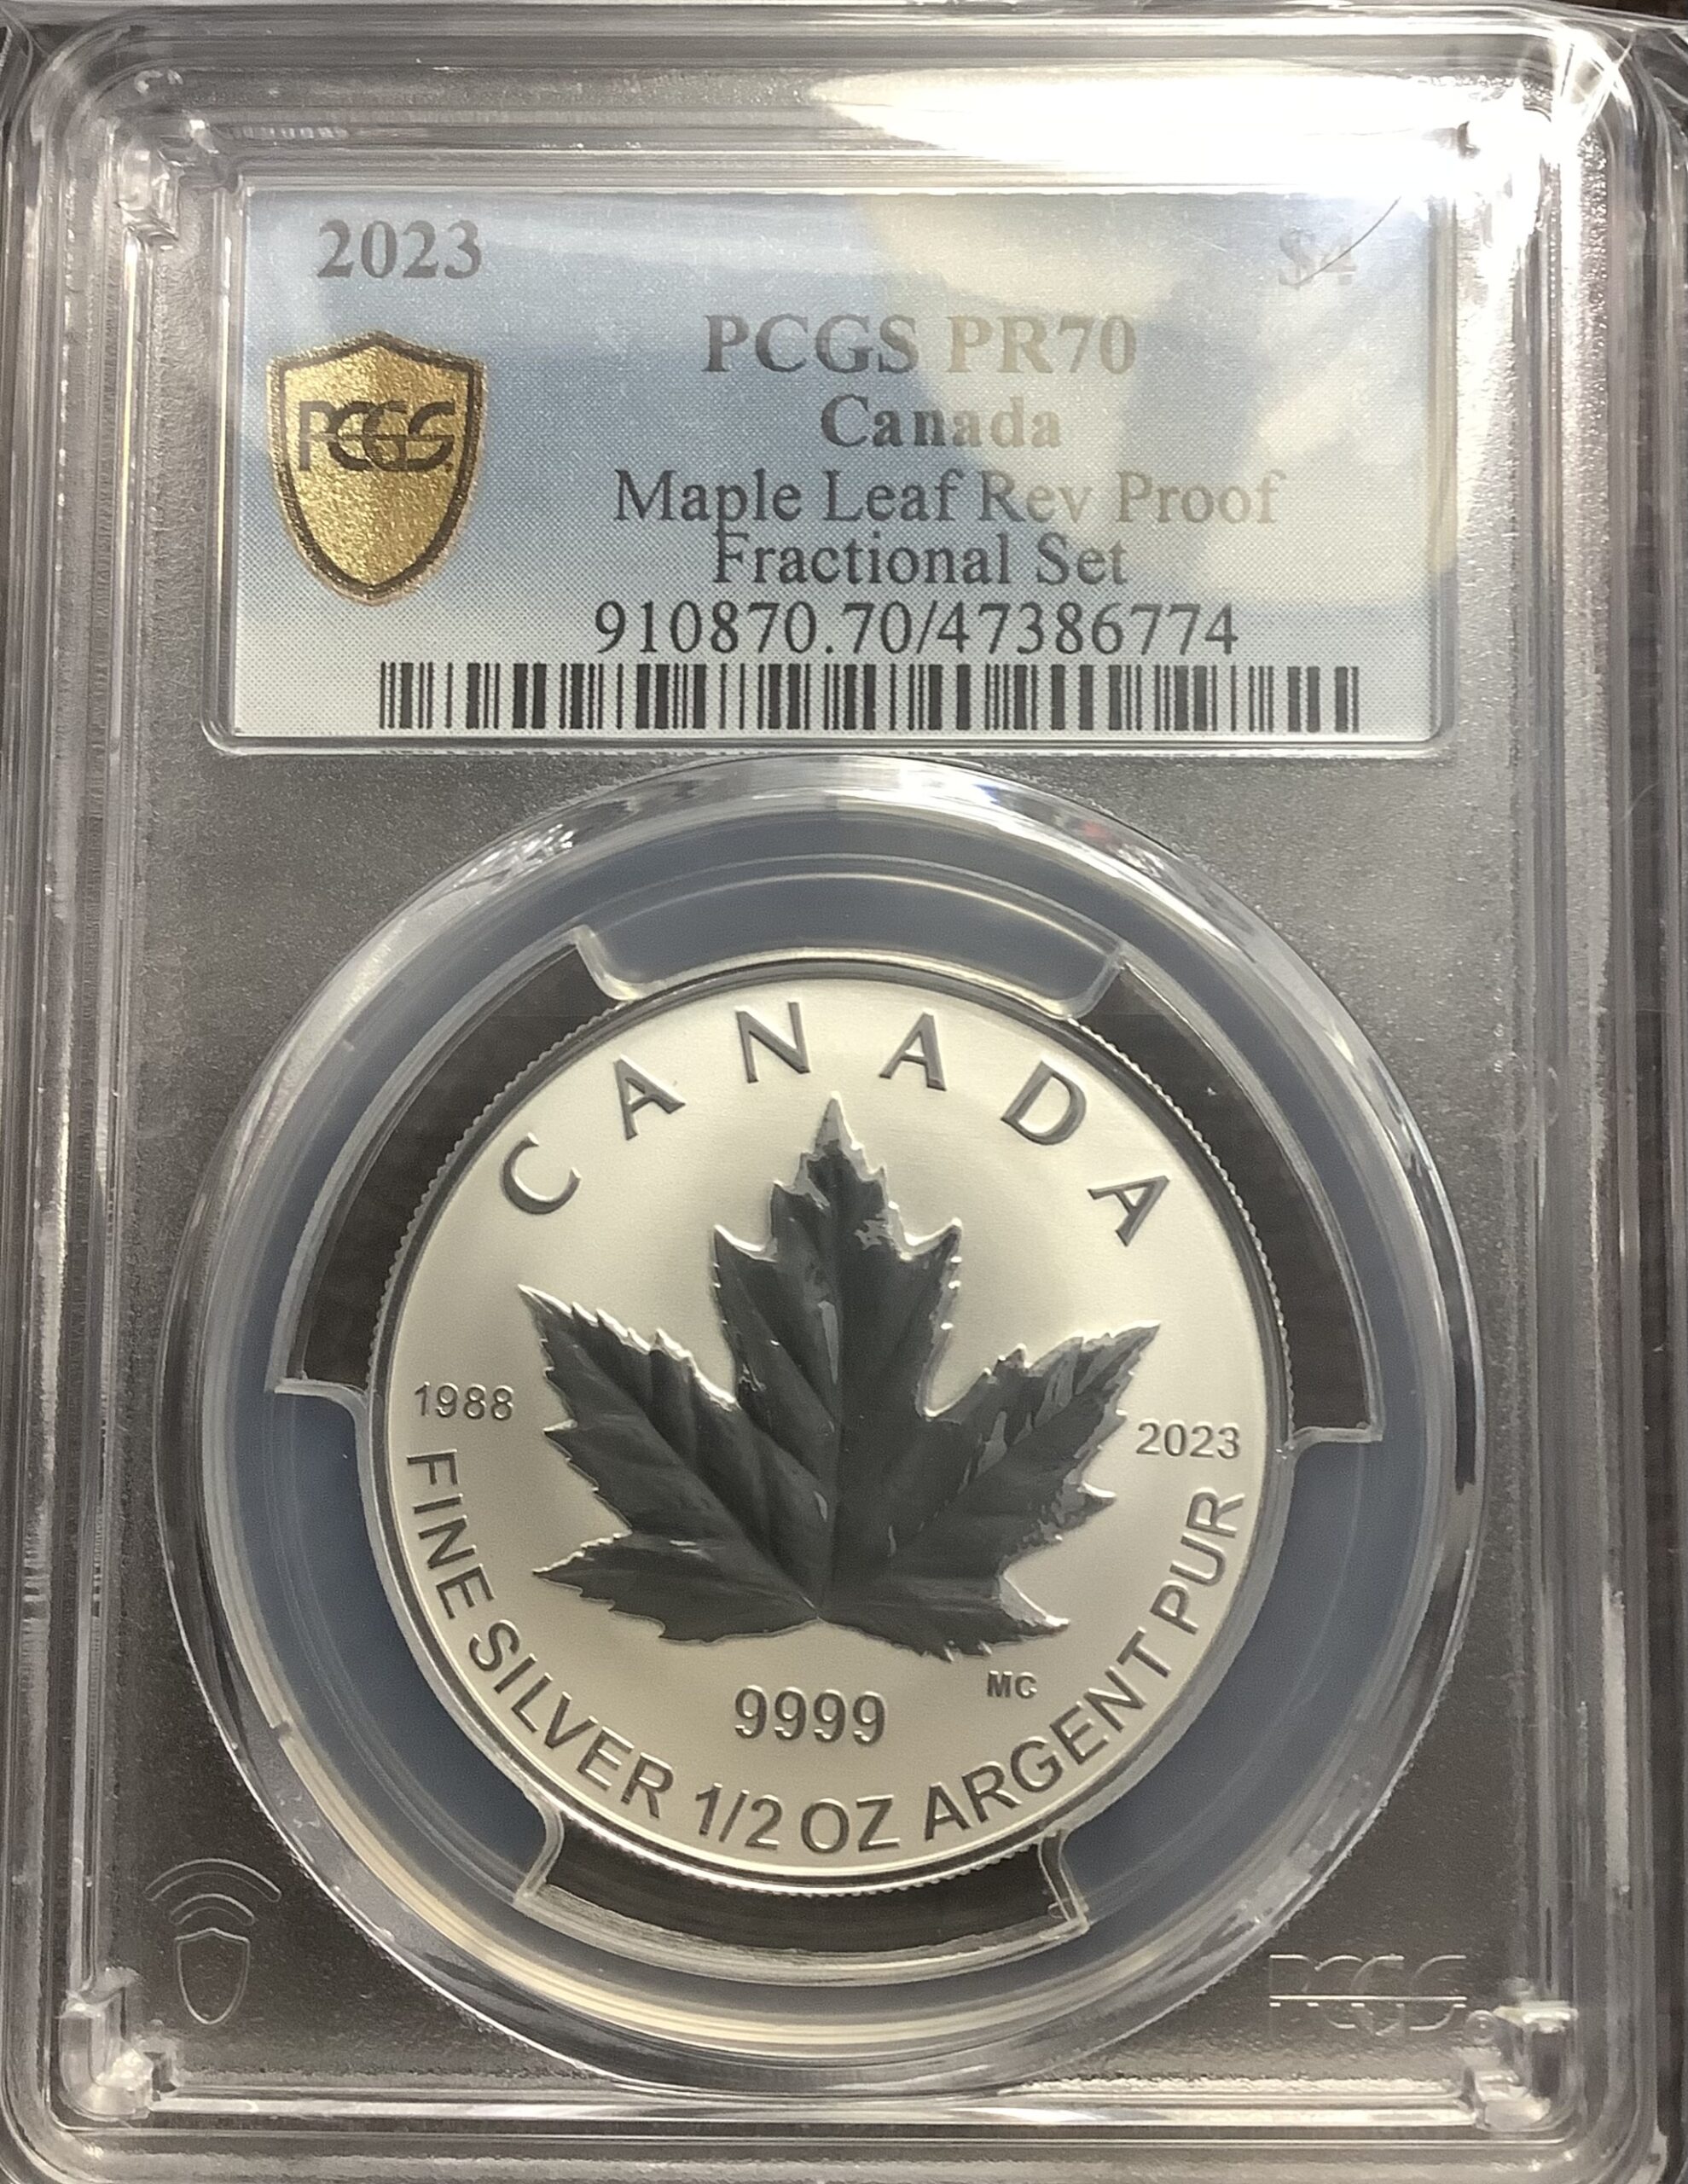 2023 $4
PCGS PR70
Canada
PCGS
Maple Leaf Rev Proof
Fractional Set
910870.70/47386774
CANADA
1988 2023
MC
9999
FINE SILVER 1/2 OZ ARGENT PUR
PCGS